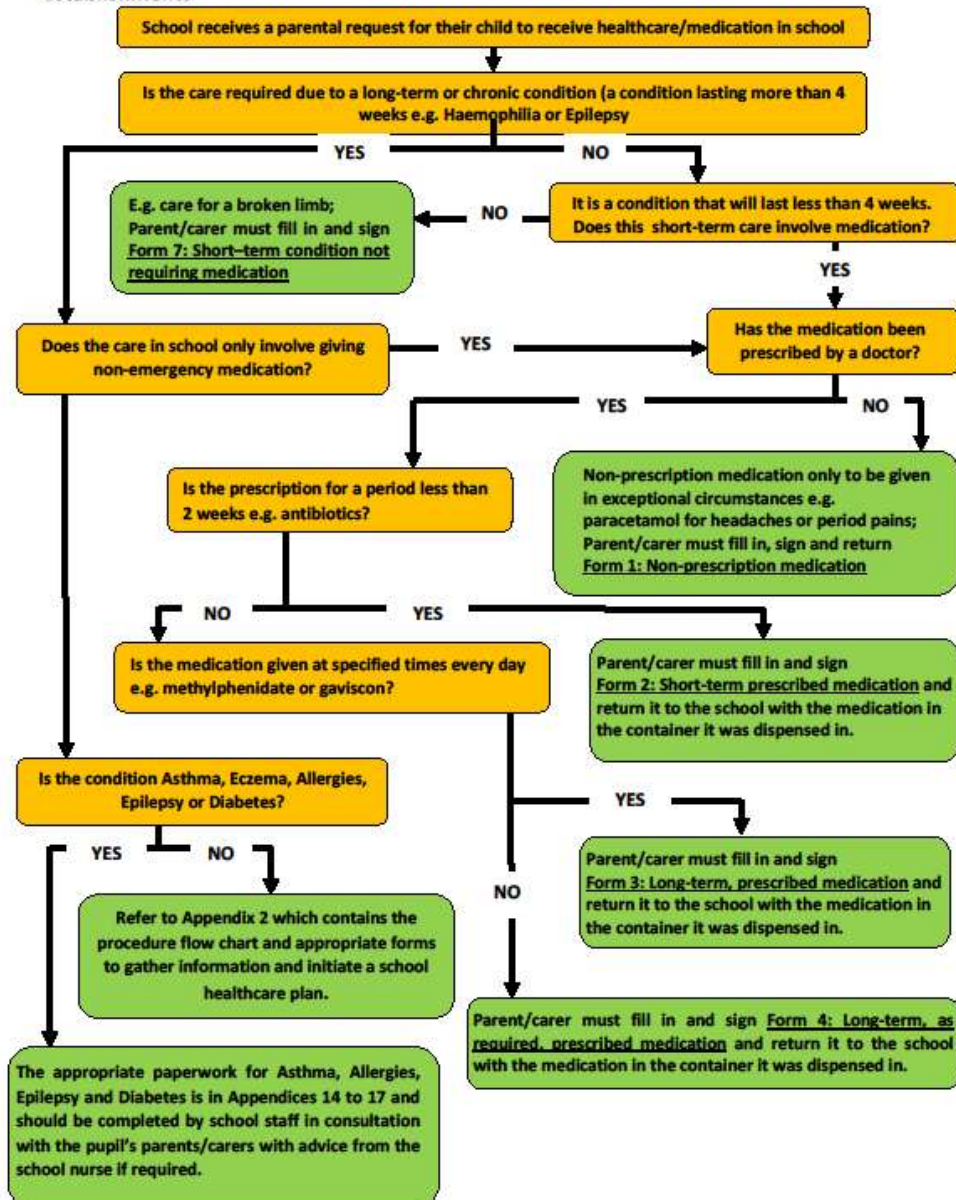 School receives a parental request for their child to receive healthcare/medication in school
Is the care required due to a long-term or chronic condition (a condition lasting more than 4
weeks e.g. Haemophilia or Epilepsy
YES
NO
E.g. care for a broken limb;
Parent/carer must fill in and sign
Form 7: Short–term condition not
requiring medication
NO
It is a condition that will last less than 4 weeks.
Does this short-term care involve medication?
YES
Does the care in school only involve giving
non-emergency medication?
YES
Has the medication been
prescribed by a doctor?
YES
NO
Is the prescription for a period less than
2 weeks e.g. antibiotics?
Non-prescription medication only to be given
in exceptional circumstances e.g.
paracetamol for headaches or period pains;
Parent/carer must fill in, sign and return
Form 1: Non-prescription medication
NO
YES
Is the medication given at specified times every day
e.g. methylphenidate or gaviscon?
Parent/carer must fill in and sign
Form 2: Short-term prescribed medication and
return it to the school with the medication in
the container it was dispensed in.
Is the condition Asthma, Eczema, Allergies,
Epilepsy or Diabetes?
YES
YES
NO
NO
Parent/carer must fill in and sign
Form 3: Long-term, prescribed medication and
return it to the school with the medication in
the container it was dispensed in.
Refer to Appendix 2 which contains the
procedure flow chart and appropriate forms
to gather information and initiate a school
healthcare plan.
Parent/carer must fill in and sign Form 4: Long-term, as
required, prescribed medication and return it to the school
with the medication in the container it was dispensed in.
The appropriate paperwork for Asthma, Allergies,
Epilepsy and Diabetes is in Appendices 14 to 17 and
should be completed by school staff in consultation
with the pupil's parents/carers with advice from the
school nurse if required.